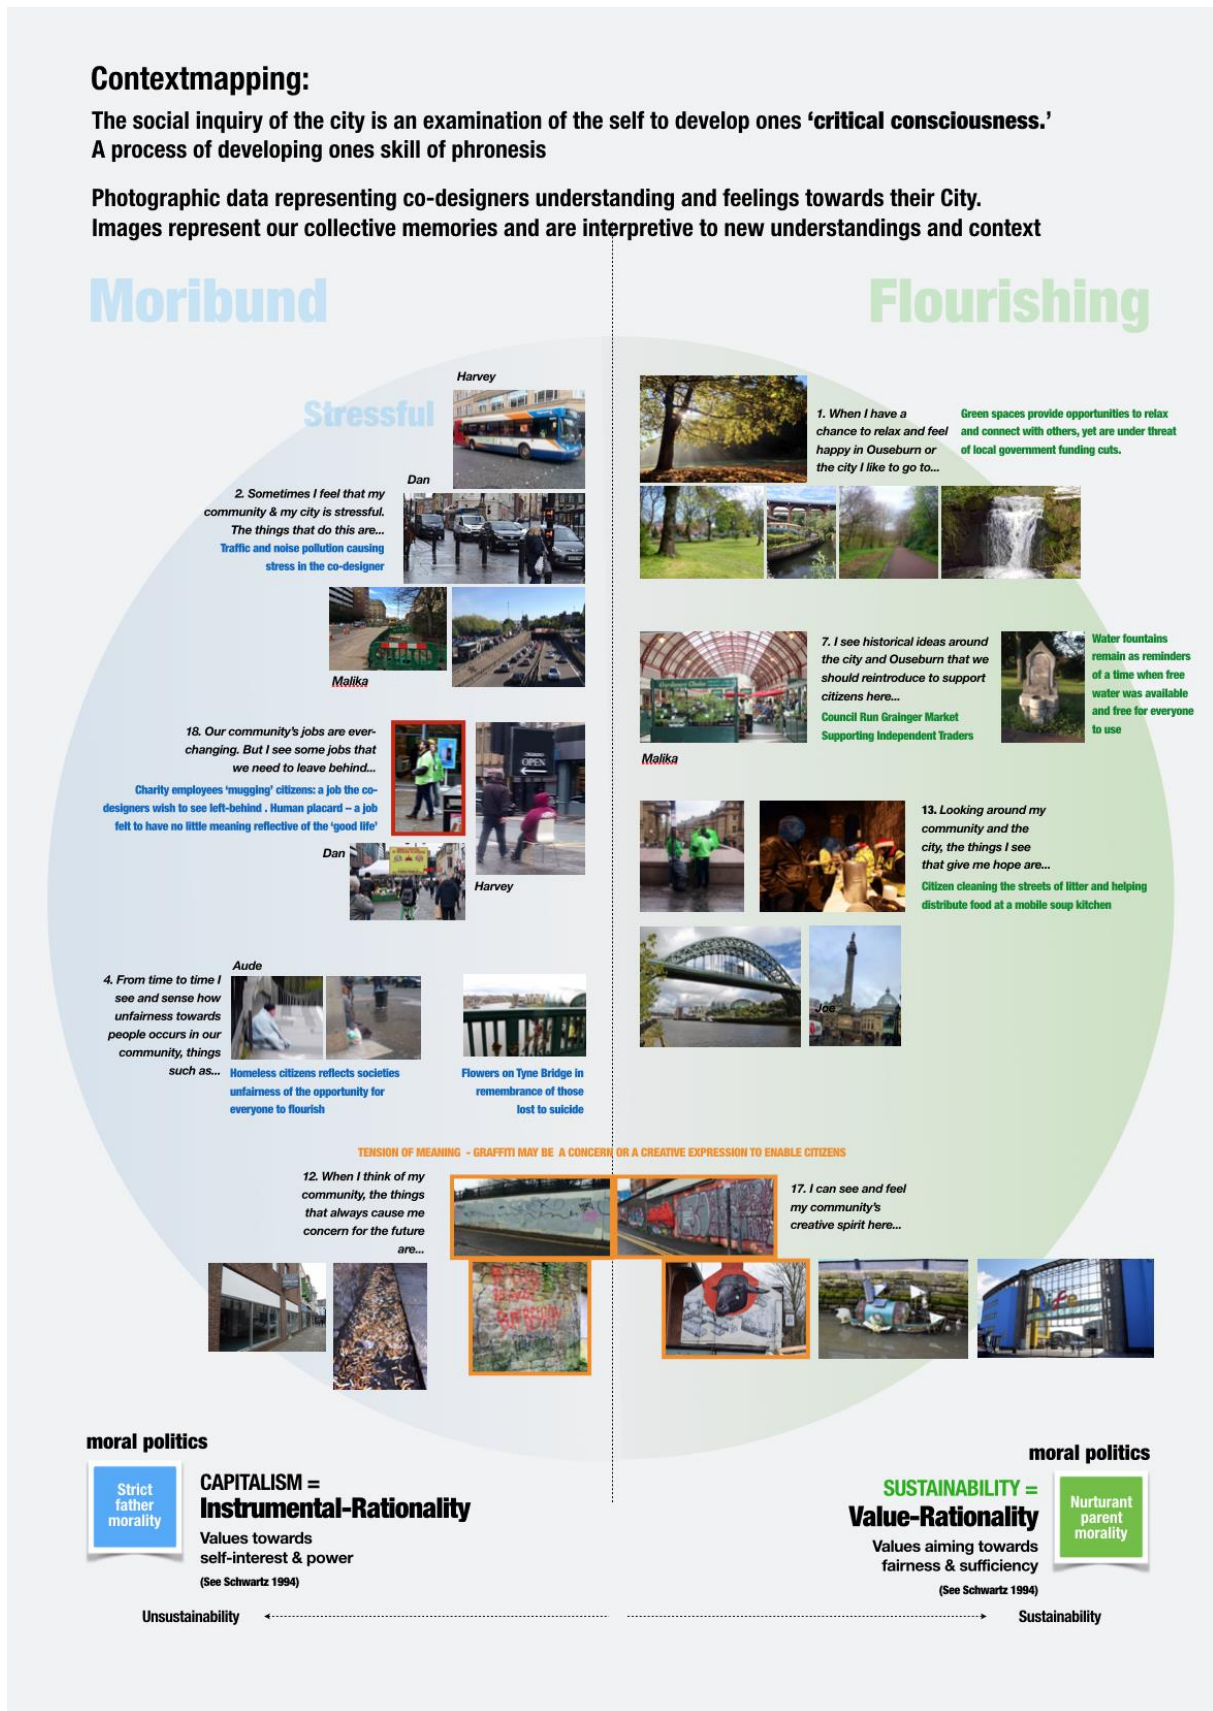 Contextmapping:
The social inquiry of the city is an examination of the self to develop ones ‘critical consciousness.’
A process of developing ones skill of phronesis
Photographic data representing co-designers understanding and feelings towards their City.
Images represent our collective memories and are interpretive to new understandings and context
Moribund
Flourishing
Stressful
Harvey
Dan
2. Sometimes I feel that my
community & my city is stressful.
The things that do this are...
Traffic and noise pollution causing
stress in the co-designer
Malika
18. Our community's jobs are ever-
changing. But I see some jobs that
we need to leave behind...
Charity employees ‘mugging’ citizens: a job the co-
designers wish to see left-behind . Human placard – a job
felt to have no little meaning reflective of the ‘good life’
OPEN
Dan
Harvey
Aude
4. From time to time I
see and sense how
unfairness towards
people occurs in our
community, things
such as...
Homeless citizens reflects societies
unfairness of the opportunity for
everyone to flourish
Flowers on Tyne Bridge in
remembrance of those
lost to suicide
1. When I have a
chance to relax and feel
happy in Ouseburn or
the city I like to go to...
Green spaces provide opportunities to relax
and connect with others, yet are under threat
of local government funding cuts.
7. I see historical ideas around
the city and Ouseburn that we
should reintroduce to support
citizens here...
Council Run Grainger Market
Supporting Independent Traders
Malika
Water fountains
remain as reminders
of a time when free
water was available
and free for everyone
to use
13. Looking around my
community and the
city, the things I see
that give me hope are...
Citizen cleaning the streets of litter and helping
distribute food at a mobile soup kitchen
Joe
TENSION OF MEANING - GRAFFITI MAY BE A CONCERN OR A CREATIVE EXPRESSION TO ENABLE CITIZENS
12. When I think of my
community, the things
that always cause me
concern for the future
are...
17. I can see and feel
my community's
creative spirit here...
life
moral politics
Strict
father
morality
CAPITALISM =
Instrumental-Rationality
Values towards
self-interest & power
(See Schwartz 1994)
moral politics
SUSTAINABILITY =
Value-Rationality
Values aiming towards
fairness & sufficiency
(See Schwartz 1994)
Nurturant
parent
morality
Unsustainability
Sustainability